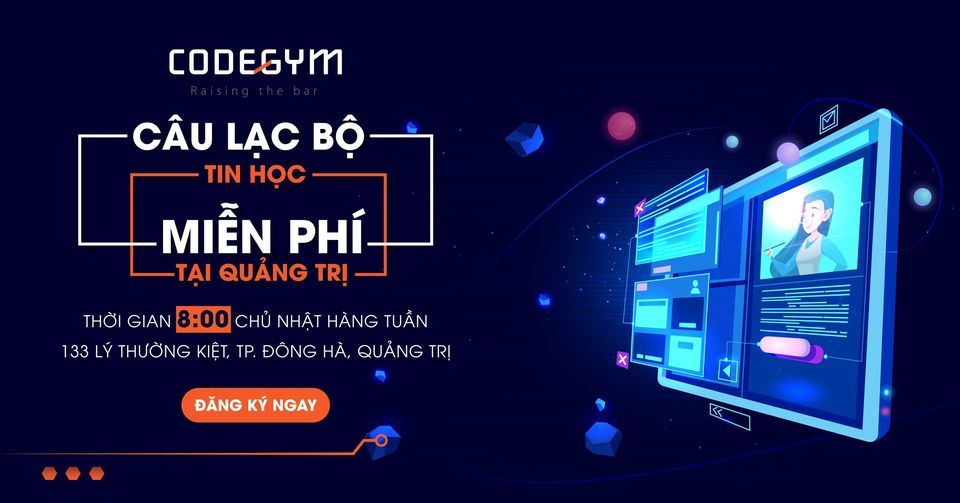 CODEGYM
Raising the bar
CÂU LẠC BỘ
TIN HỌC
MIỄN PHÍ
TẠI QUẢNG TRỊ
THỜI GIAN 8:00 CHỦ NHẬT HÀNG TUẦN
133 LÝ THƯỜNG KIỆT, TP. ĐÔNG HÀ, QUẢNG TRỊ
ĐĂNG KÝ NGAY